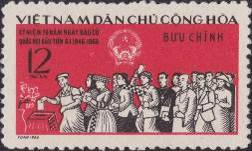 VIỆT NAM DÂN CHỦ CỘNG HÒA
KỶ NIỆM 20 NĂM NGÀY BẦU CỬ
QUỐC HỘI ĐẦU TIÊN 6.1.1946-1966
BƯU CHÍNH
12
XU